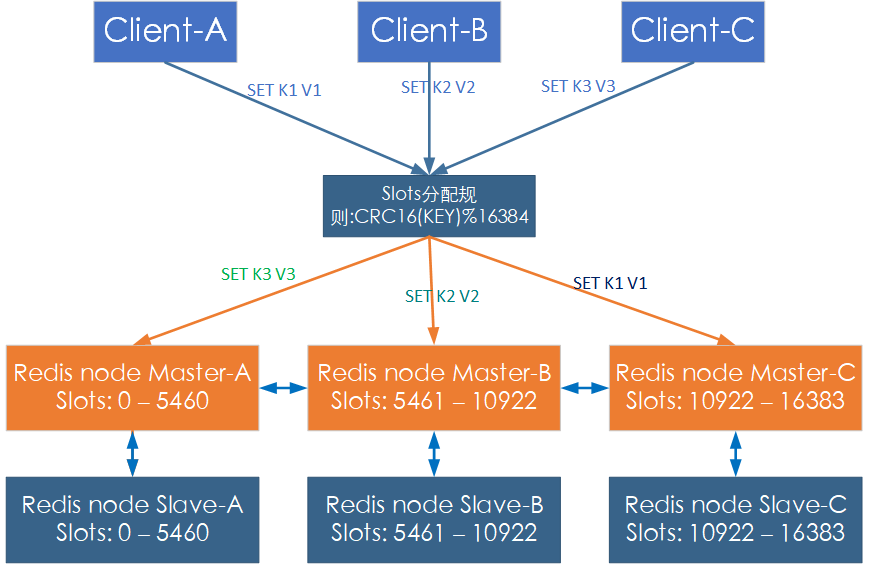 Client-A
Client-B
Client-C
SET K1 V1
SET K2 V2
SET K3 V3
Slots分配规
则:CRC16(KEY)%16384
SET K3 V3
SET K2 V2
SET K1 V1
Redis node Master-A
Slots: 0 – 5460
Redis node Master-B
Slots: 5461 – 10922
Redis node Master-C
Slots: 10922 – 16383
Redis node Slave-A
Slots: 0 – 5460
Redis node Slave-B
Slots: 5461 – 10922
Redis node Slave-C
Slots: 10922 – 16383